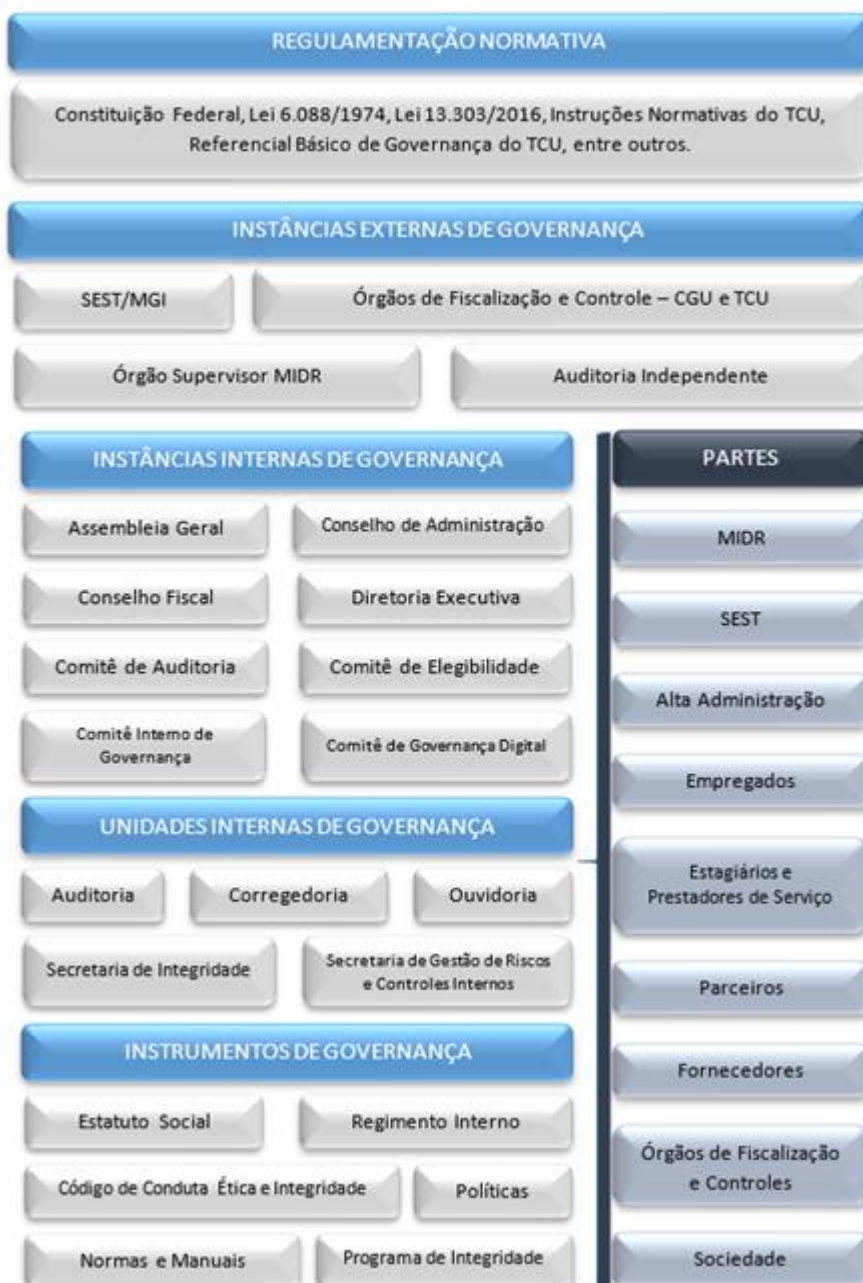 REGULAMENTAÇÃO NORMATIVA
Constituição Federal, Lei 6.088/1974, Lei 13.303/2016, Instruções Normativas do TCU,
Referencial Básico de Governança do TCU, entre outros.
INSTÂNCIAS EXTERNAS DE GOVERNANÇA
SEST/MGI
Órgãos de Fiscalização e Controle – CGU e TCU
Órgão Supervisor MIDR
Auditoria Independente
INSTÂNCIAS INTERNAS DE GOVERNANÇA
Assembleia Geral
Conselho de Administração
Conselho Fiscal
Diretoria Executiva
Comitê de Auditoria
Comitê de Elegibilidade
Comitê Interno de
Governança
Comitê de Governança Digital
UNIDADES INTERNAS DE GOVERNANÇA
Auditoria
Corregedoria
Ouvidoria
Secretaria de Integridade
Secretaria de Gestão de Riscos
e Controles Internos
INSTRUMENTOS DE GOVERNANÇA
Estatuto Social
Regimento Interno
Código de Conduta Ética e Integridade
Políticas
Normas e Manuais
Programa de Integridade
PARTES
MIDR
SEST
Alta Administração
Empregados
Estagiários e
Prestadores de Serviço
Parceiros
Fornecedores
Órgãos de Fiscalização
e Controles
Sociedade